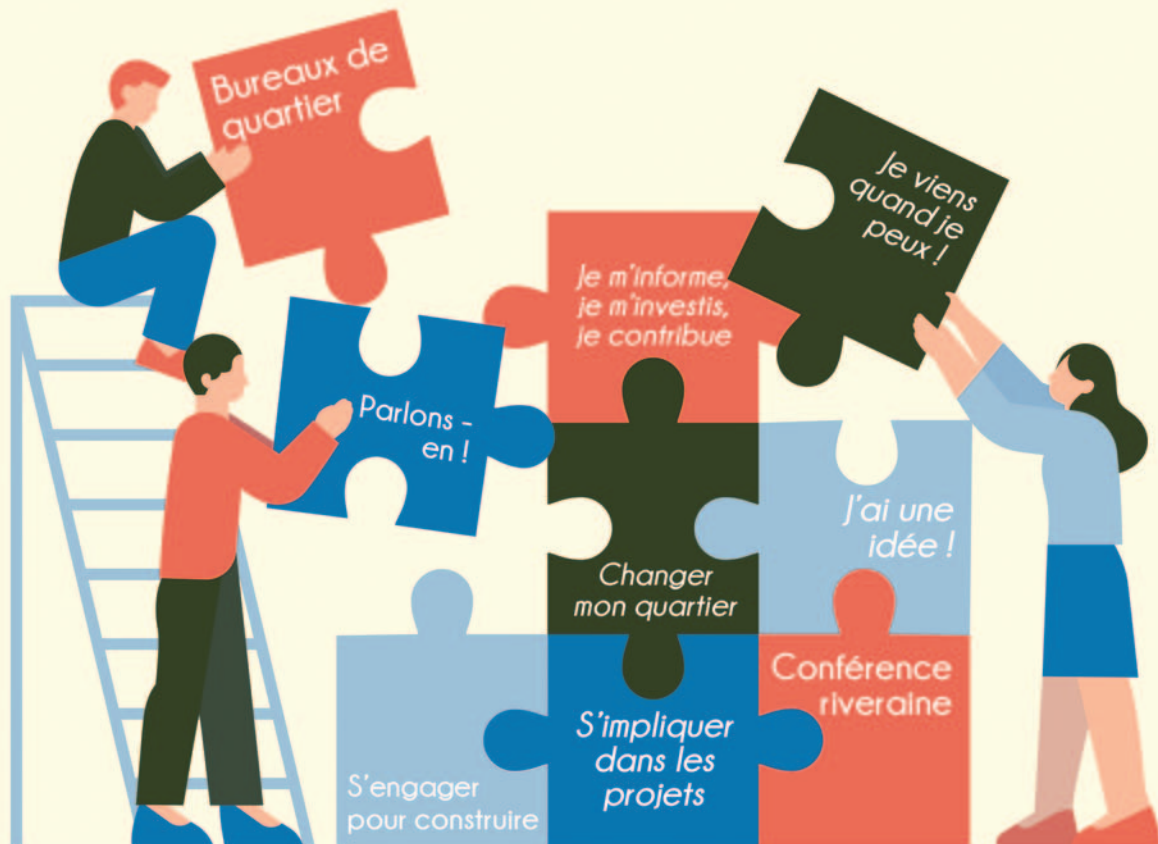 Bureaux de
quartier
Je viens
quand je
peux !
Je m'informe,
je m'investis,
je contribue
Parlons -
en !
J'ai une
idée !
Changer
mon quartier
Conférence
riveraine
S'impliquer
dans les
projets
S'engager
pour construire